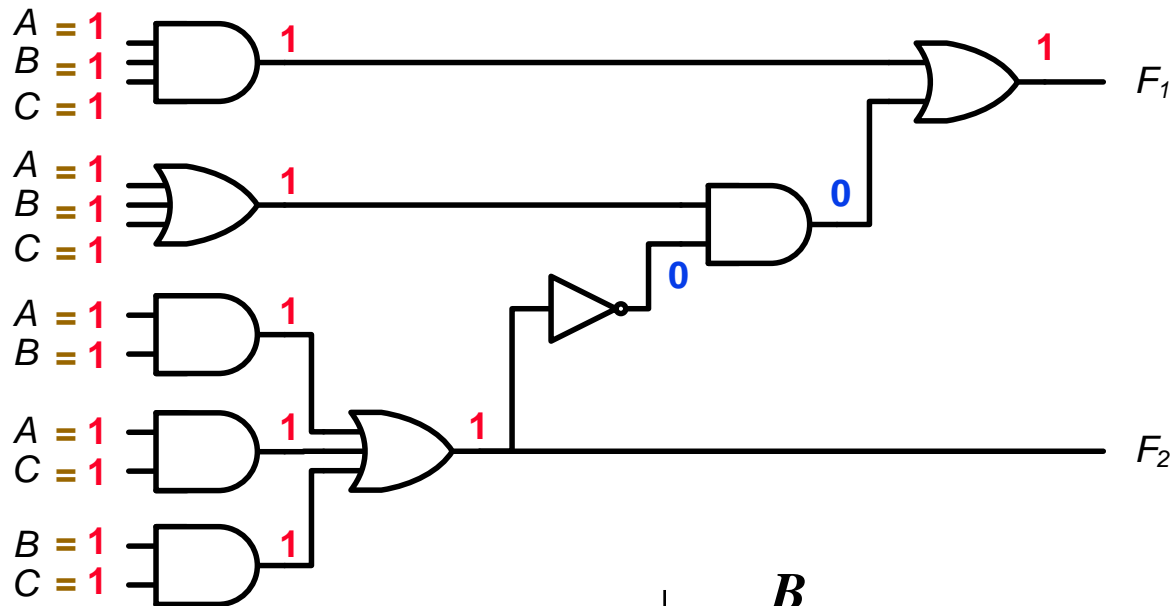 A = 1
B = 1
C = 1
1
1
F1
A = 1
B = 1
C = 1
1
0
0
A = 1
B = 1
1
A = 1
C = 1
1
1
F2
B = 1
C = 1
1
B